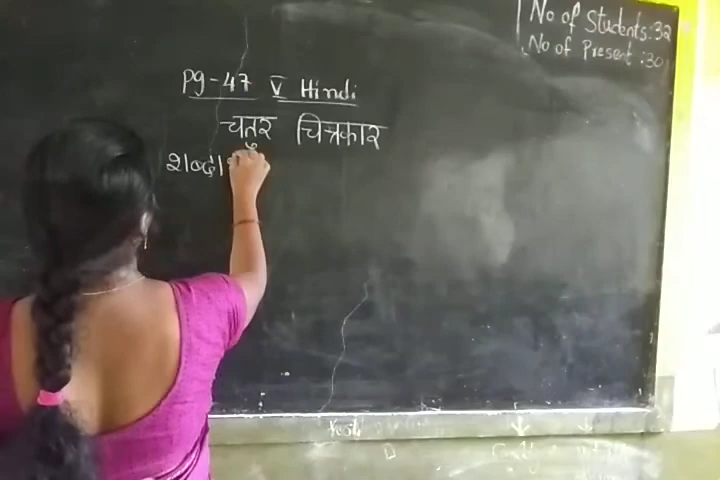 No of Students:32
No of Present :30
Pg-47 V Hindi
चतुर चित्रकार
शब्दा